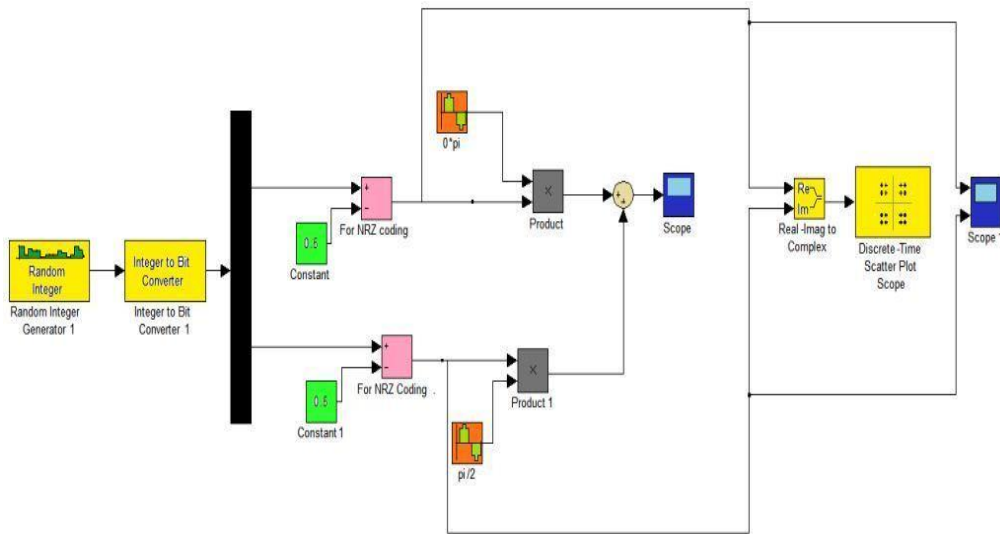 0*pi
+
−
For NRZ coding
0.5
Constant
X
Product
+
+
Scope
Re
Im
Real -Imag to
Complex
Discrete -Time
Scatter Plot
Scope
Scope 1
Random
Integer
Random Integer
Generator 1
Integer to Bit
Converter
Integer to Bit
Converter 1
+
−
For NRZ Coding .
0.5
Constant 1
X
Product 1
pi/2